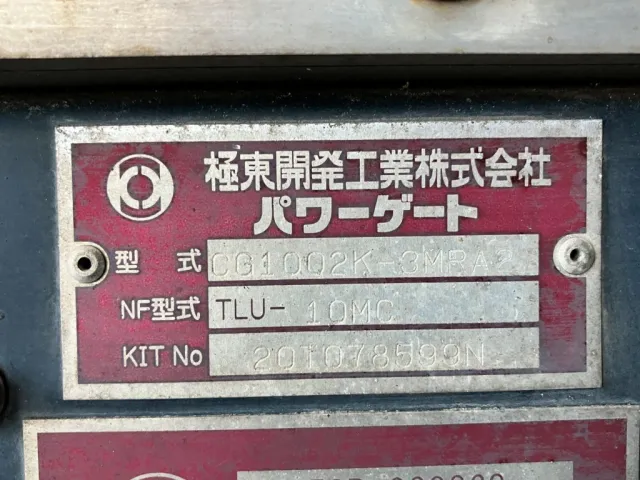 極東開発工業株式会社
パワーゲート
型式 CG1002K-3MRA
NF型式 TLU- 10MC
KIT No 20T078599N